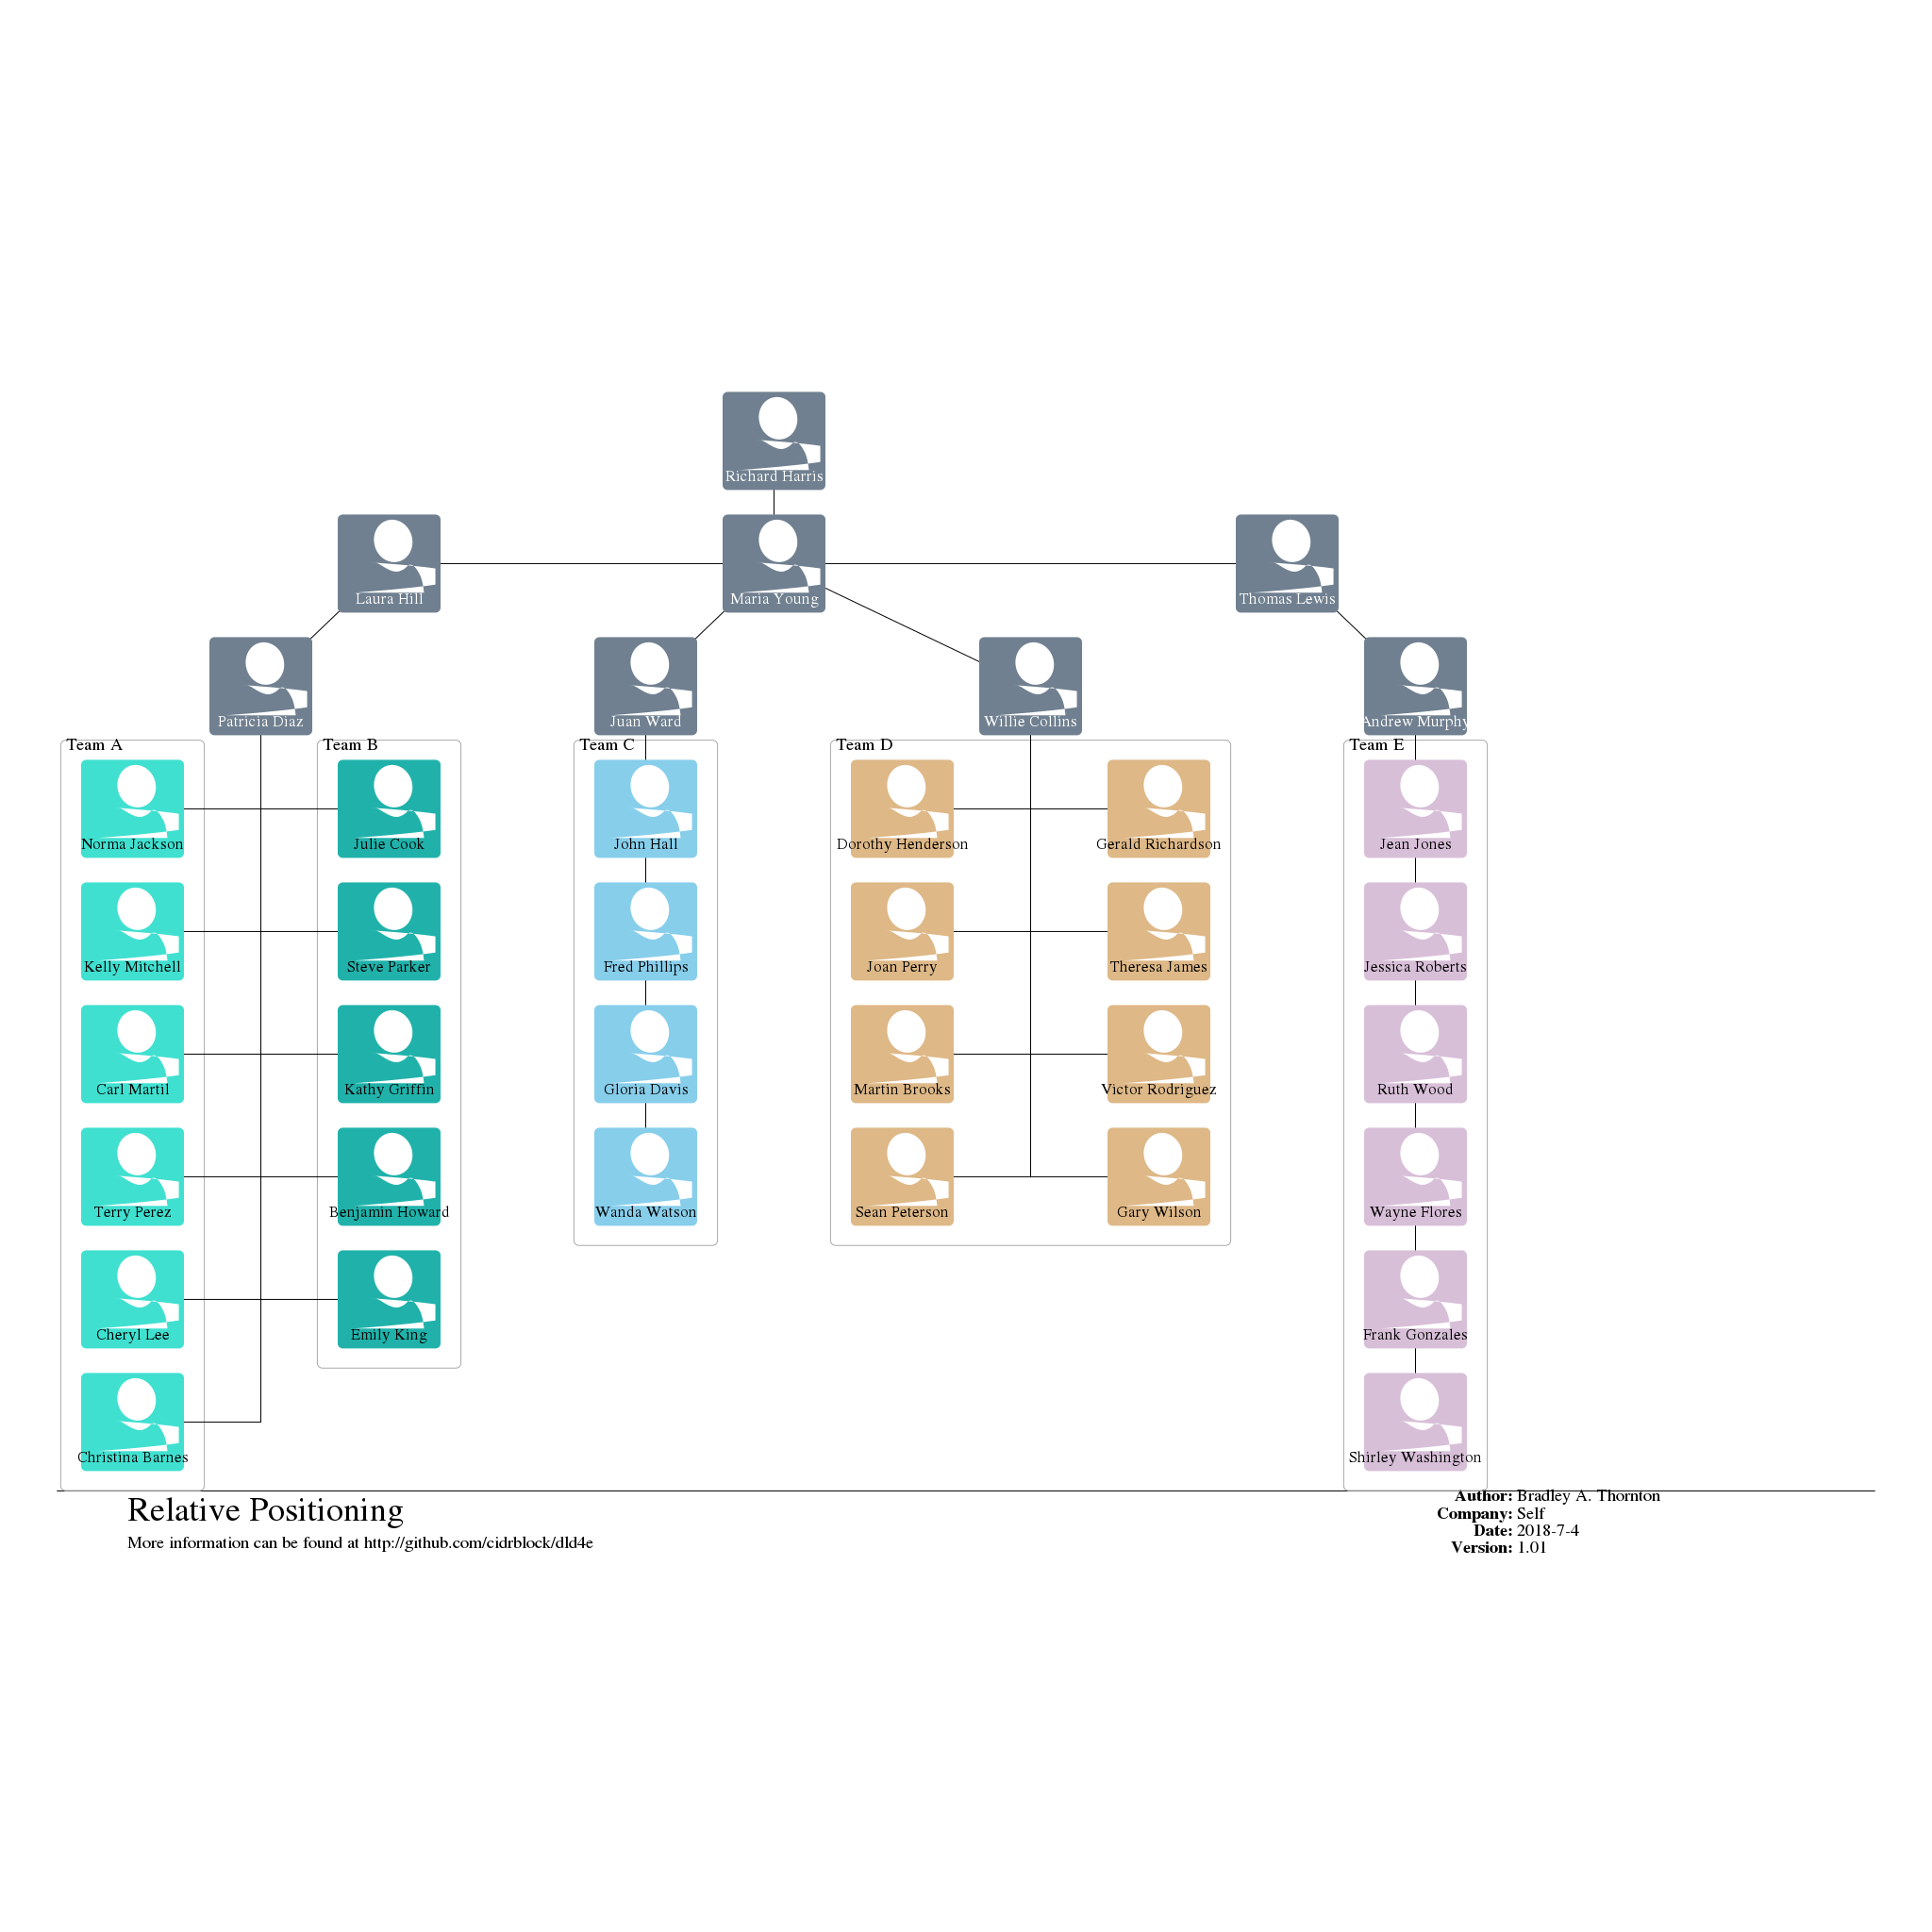 Richard Harris
Laura Hill
Maria Young
Thomas Lewis
Patricia Diaz
Juan Ward
Willie Collins
Andrew Murphy
Team A
Team B
Team C
Team D
Team E
Norma Jackson
Julie Cook
John Hall
Dorothy Henderson
Gerald Richardson
Jean Jones
Kelly Mitchell
Steve Parker
Fred Phillips
Joan Perry
Theresa James
Jessica Roberts
Carl Martil
Kathy Griffin
Gloria Davis
Martin Brooks
Victor Rodriguez
Ruth Wood
Terry Perez
Benjamin Howard
Wanda Watson
Sean Peterson
Gary Wilson
Wayne Flores
Cheryl Lee
Emily King
Frank Gonzales
Christina Barnes
Shirley Washington
Relative Positioning
More information can be found at http://github.com/cidrblock/dld4e
Author: Bradley A. Thornton
Company: Self
Date: 2018-7-4
Version: 1.01